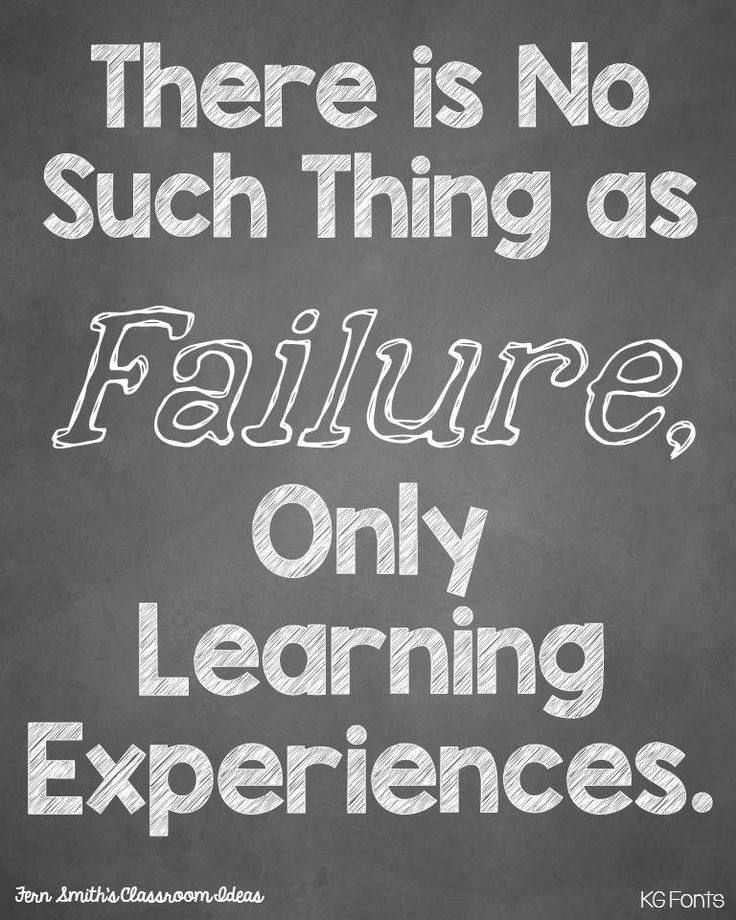 There is No
Such Thing as
Failure,
Only
Learning
Experiences.
Fern Smith's Classroom Ideas
KG Fonts